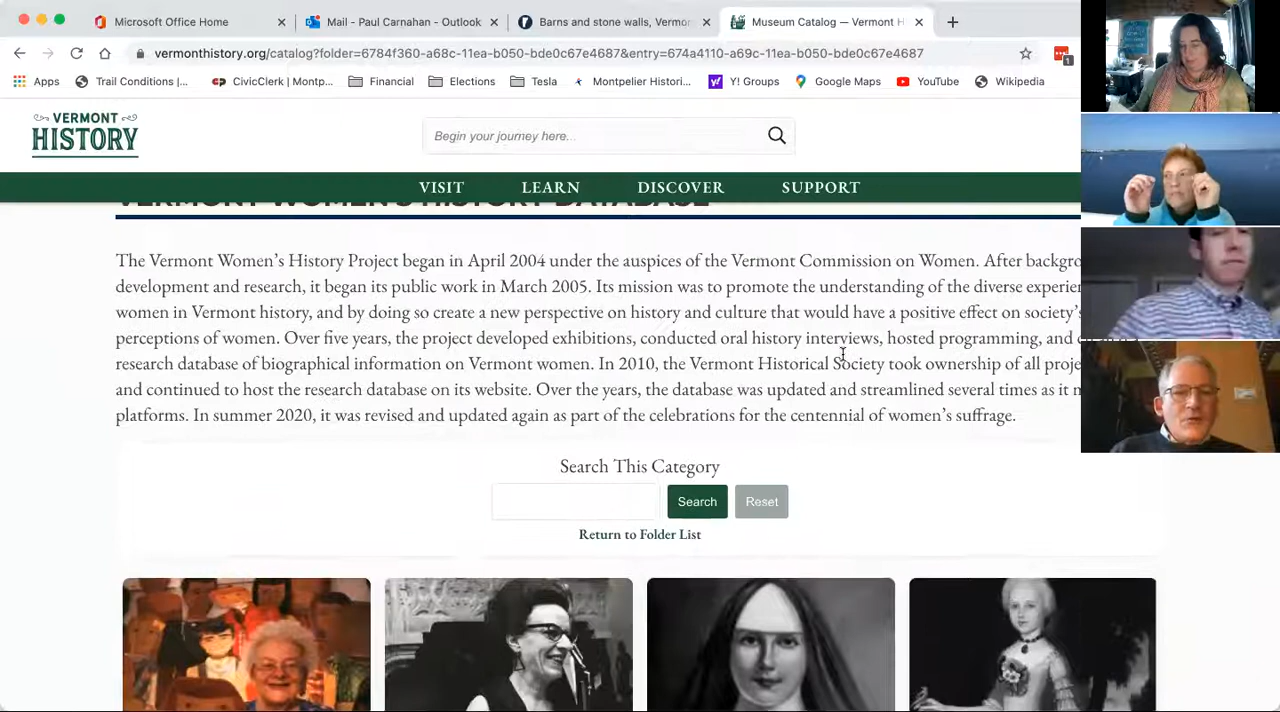 Microsoft Office Home
Mail - Paul Carnahan - Outlook
Barns and stone walls, Vermon
Museum Catalog — Vermont H
vermonthistory.org/catalog?folder=6784f360-a69c-11ea-b050-bde0c67e4687&entry=674a4110-a69c-11ea-b050-bde0c67e4687
Apps
Trail Conditions |...
CivicClerk | Montp...
Financial
Elections
Tesla
Montpelier Histori...
Y! Groups
Google Maps
YouTube
Wikipedia
VERMONT
HISTORY
Begin your journey here...
VISIT LEARN DISCOVER SUPPORT
VERMONT WOMEN'S HISTORY DATABASE
The Vermont Women's History Project began in April 2004 under the auspices of the Vermont Commission on Women. After backgro
development and research, it began its public work in March 2005. Its mission was to promote the understanding of the diverse experien
women in Vermont history, and by doing so create a new perspective on history and culture that would have a positive effect on society's
perceptions of women. Over five years, the project developed exhibitions, conducted oral history interviews, hosted programming, and
research database of biographical information on Vermont women. In 2010, the Vermont Historical Society took ownership of all proje
and continued to host the research database on its website. Over the years, the database was updated and streamlined several times as it m
platforms. In summer 2020, it was revised and updated again as part of the celebrations for the centennial of women's suffrage.
Search This Category
Search Reset
Return to Folder List